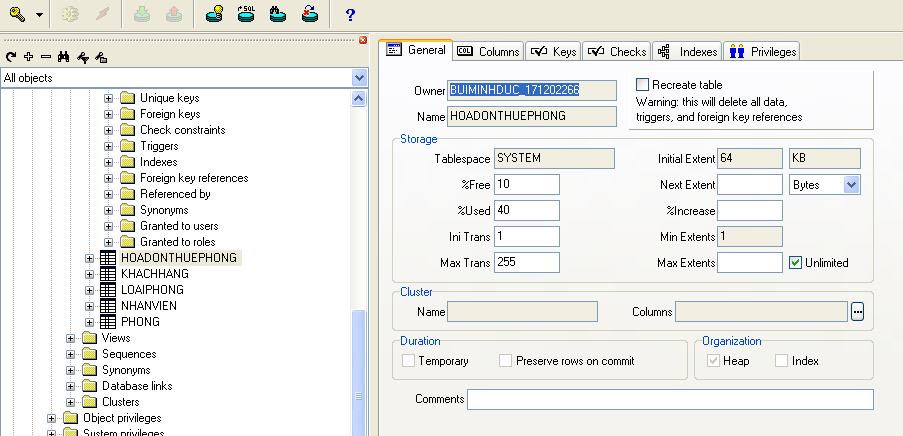 SQL
?
All objects
Unique keys
Foreign keys
Check constraints
Triggers
Indexes
Foreign key references
Referenced by
Synonyms
Granted to users
Granted to roles
HOADONTHUEPHONG
KHACHHANG
LOAIPHONG
NHANVIEN
PHONG
Views
Sequences
Synonyms
Database links
Clusters
Object privileges
System privileges
General
COL Columns
Keys
Checks
Indexes
Privileges
Owner BUIMINHDUC_171202266
Name HOADONTHUEPHONG
Recreate table
Warning: this will delete all data,
triggers, and foreign key references
Storage
Tablespace SYSTEM Initial Extent 64 KB
%Free 10 Next Extent Bytes
%Used 40 %Increase
Ini Trans 1 Min Extents 1
Max Trans 255 Max Extents Unlimited
Cluster
Name Columns ...
Duration
Temporary Preserve rows on commit
Organization
Heap Index
Comments